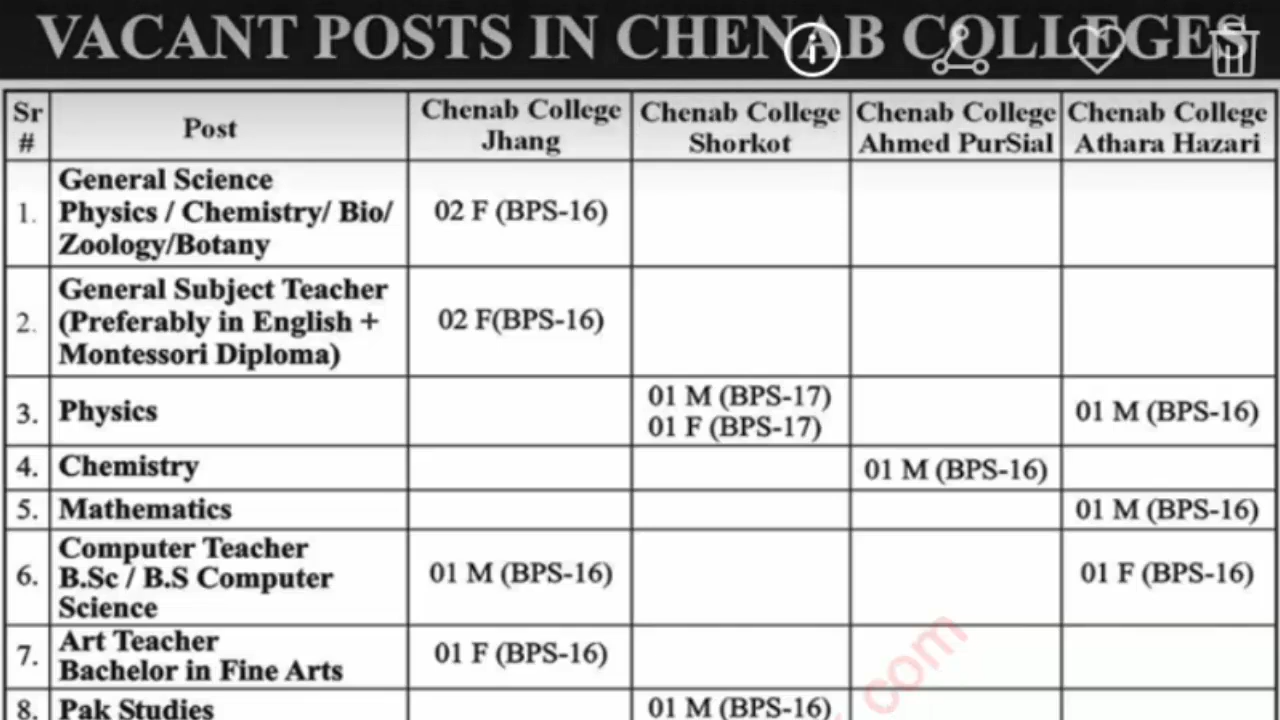 VACANT POSTS IN CHENAB COLLEGES
Sr # Post Chenab College Jhang Chenab College Shorkot Chenab College Ahmed PurSial Chenab College Athara Hazari
1. General Science
Physics / Chemistry/ Bio/ 02 F (BPS-16)
Zoology/Botany
2. General Subject Teacher
(Preferably in English + 02 F(BPS-16)
Montessori Diploma)
3. Physics 01 M (BPS-17) 01 M (BPS-16)
01 F (BPS-17)
4. Chemistry 01 M (BPS-16)
5. Mathematics 01 M (BPS-16)
6. Computer Teacher
B.Sc / B.S Computer 01 M (BPS-16) 01 F (BPS-16)
Science
7. Art Teacher 01 F (BPS-16)
Bachelor in Fine Arts
8. Pak Studies 01 M (BPS-16)
.com